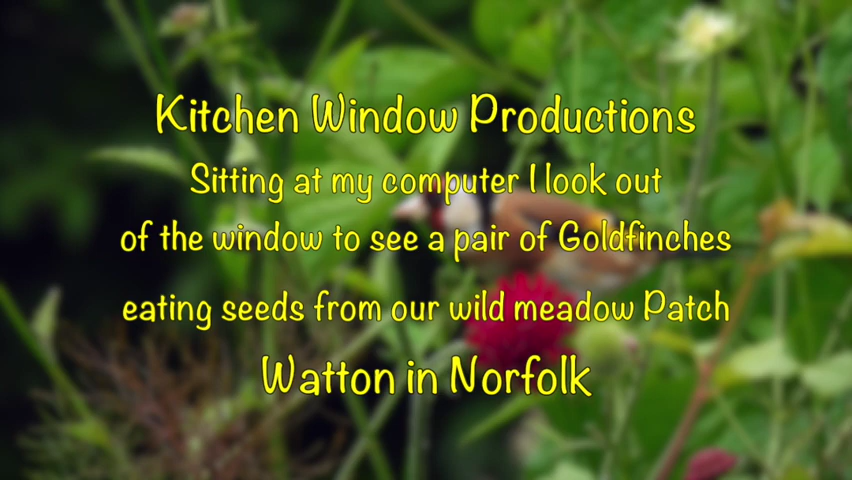 Kitchen Window Productions
Sitting at my computer I look out
of the window to see a pair of Goldfinches
eating seeds from our wild meadow Patch
Watton in Norfolk